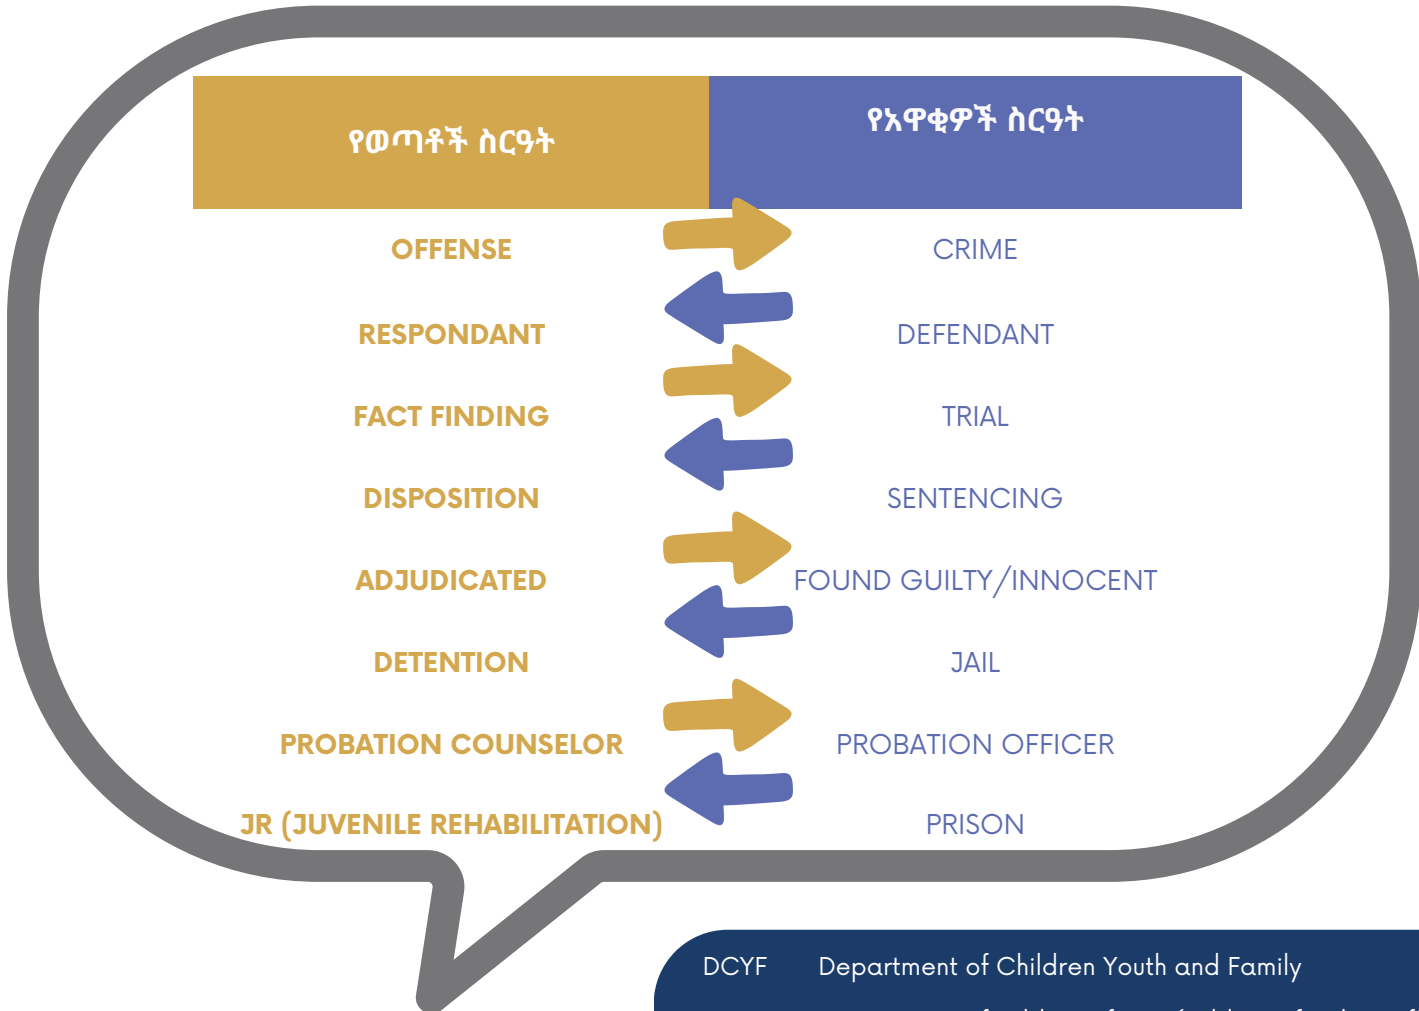 የወጣቶች ስርዓት
የአዋቂዎች ስርዓት
OFFENSE CRIME
RESPONDANT DEFENDANT
FACT FINDING TRIAL
DISPOSITION SENTENCING
ADJUDICATED FOUND GUILTY/INNOCENT
DETENTION JAIL
PROBATION COUNSELOR PROBATION OFFICER
JR (JUVENILE REHABILITATION) PRISON
DCYF Department of Children Youth and Family